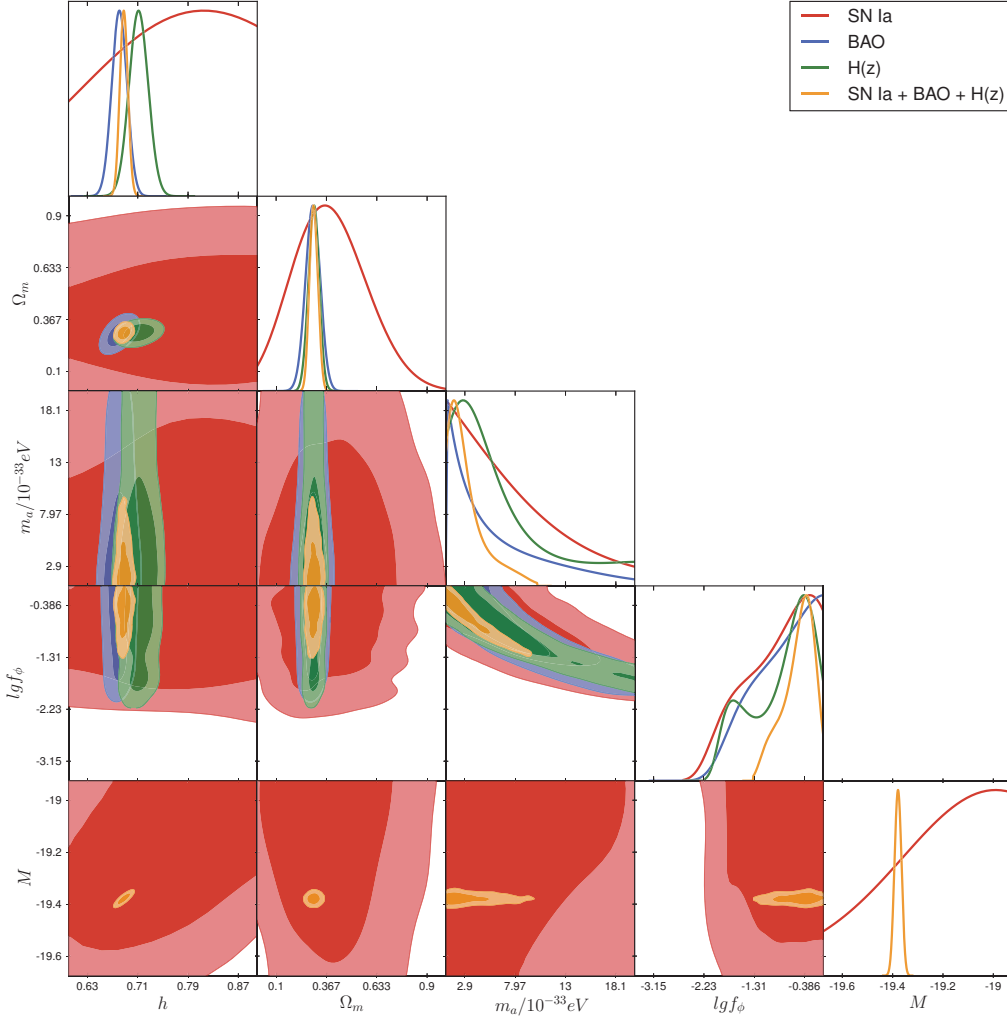 SN Ia
BAO
H(z)
SN Ia + BAO + H(z)
0.9
0.633
0.367
0.1
Ω_m
18.1
13
7.97
2.9
m_a/10^{-33}eV
-0.386
-1.31
-2.23
-3.15
lgf_ϕ
-19
-19.2
-19.4
-19.6
M
0.63 0.71 0.87
0.1 0.367 0.633 0.9
2.9 7.97 13 18.1
-3.15 -2.23 -1.31 -0.386
-19.6 -19.4 -19.2 -19
h
Ω_m
m_a/10^{-33}eV
lgf_ϕ
M